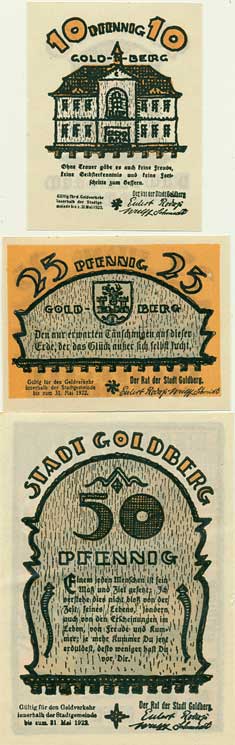 10 PFENNIG 10
GOLD-BERG
Ohne Trauer gäbe es auch keine Freude,
keine Selbsterkenntnis und keine Fort-
schritte zum Bessern.
Gültig für den Geldverkehr
innerhalb der Stadtgemeinde
bis z. 31. Mai 1922.
Der Rat der Stadt Goldberg.
25 PFENNIG 25
GOLD BERG
Den nur erwarten Täuschungen auf dieser
Erde, der das Glück außer sich selbst sucht.
Gültig für den Geldverkehr
innerhalb der Stadtgemeinde
bis zum 31. Mai 1922.
Der Rat der Stadt Goldberg.
STADT GOLDBERG
50
PFENNIG
Einem jeden Menschen ist sein
Maß und Ziel gesetzt; Ich
verstehe dies nicht bloß von der
Zeit seines Lebens, sondern
auch von den Erscheinungen im
Leben, von Freude und Kum-
mer; je mehr Kummer Du jetzt
erduldest, desto weniger hast Du
vor Dir.
Gültig für den Geldverkehr
innerhalb der Stadtgemeinde
bis zum 31. Mai 1922.
Der Rat der Stadt Goldberg.